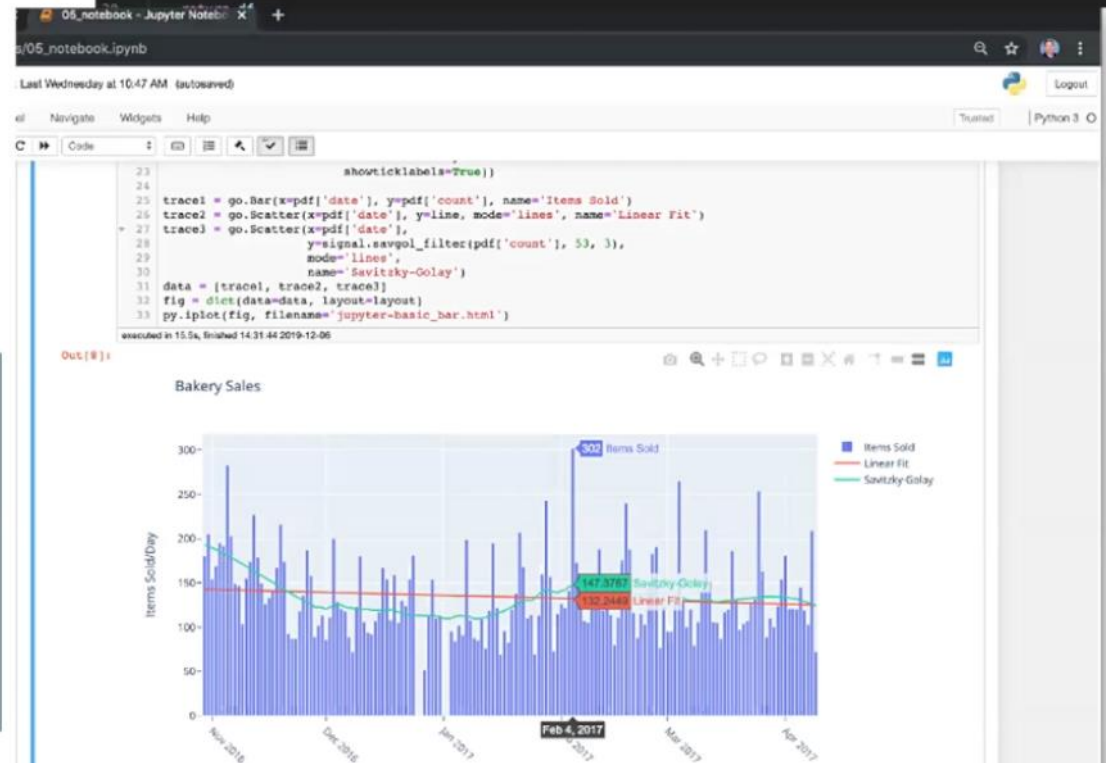 05_notebook - Jupyter Notebo X +
s/05_notebook.ipynb
Last Wednesday at 10:47 AM (autosaved)
Logout
Navigate Widgets Help
Trusted Python 3 O
Code
23 showticklabels=True))
24
25 trace1 = go.Bar(x=pdf['date'], y=pdf['count'], name='Items Sold')
26 trace2 = go.Scatter(x=pdf['date'], y=line, mode='lines', name='Linear Fit')
27 trace3 = go.Scatter(x=pdf['date'],
28 y=signal.savgol_filter(pdf['count'], 53, 3),
29 mode='lines',
30 name='Savitzky-Golay')
31 data = [trace1, trace2, trace3]
32 fig = dict(data=data, layout=layout)
33 py.iplot(fig, filename='jupyter-basic_bar.html')
executed in 15.5s, finished 14:31:44 2019-12-06
Out[8]:
Bakery Sales
300
250
200
150
100
50
0
Items Sold/Day
302 Items Sold
147.3767 Savitzky-Golay
132.2449 Linear Fit
Items Sold
Linear Fit
Savitzky-Golay
Nov 2016
Dec 2016
Jan 2017
Feb 4, 2017
2017
Mar 2017
Apr 2017